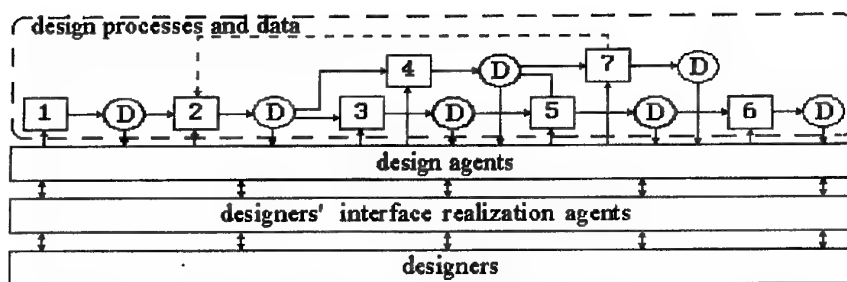 design processes and data
4 D 7 D
1 D 2 D 3 D 5 D 6 D
design agents
designers' interface realization agents
designers